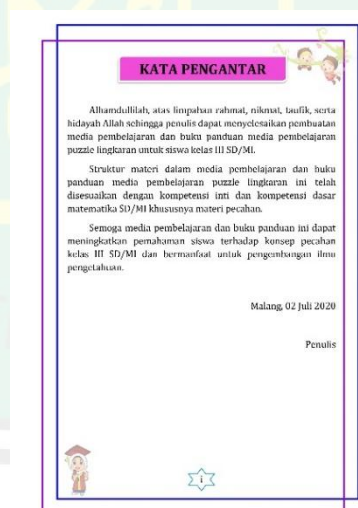 KATA PENGANTAR
Alhamdullilah, atas limpahan rahmat, nikmat, taufik, serta
hidayah Allah sehingga penulis dapat menyelesaikan pembuatan
media pembelajaran dan buku panduan media pembelajaran
puzzle lingkaran untuk siswa kelas III SD/MI.
Struktur materi dalam media pembelajaran dan buku
panduan media pembelajaran puzzle lingkaran ini telah
disesuaikan dengan kompetensi inti dan kompetensi dasar
matematika SD/MI khususnya materi pecahan.
Semoga media pembelajaran dan buku panduan ini dapat
meningkatkan pemahaman siswa terhadap konsep pecahan
kelas III SD/MI dan bermanfaat untuk pengembangan ilmu
pengetahuan.
Malang, 02 Juli 2020
Penulis
i